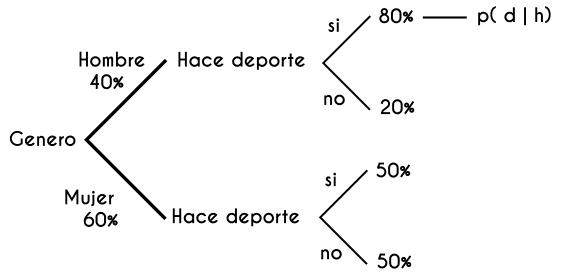 si 80% p( d | h)
Hombre Hace deporte
40%
no 20%
Genero
si 50%
Mujer
60% Hace deporte
no 50%